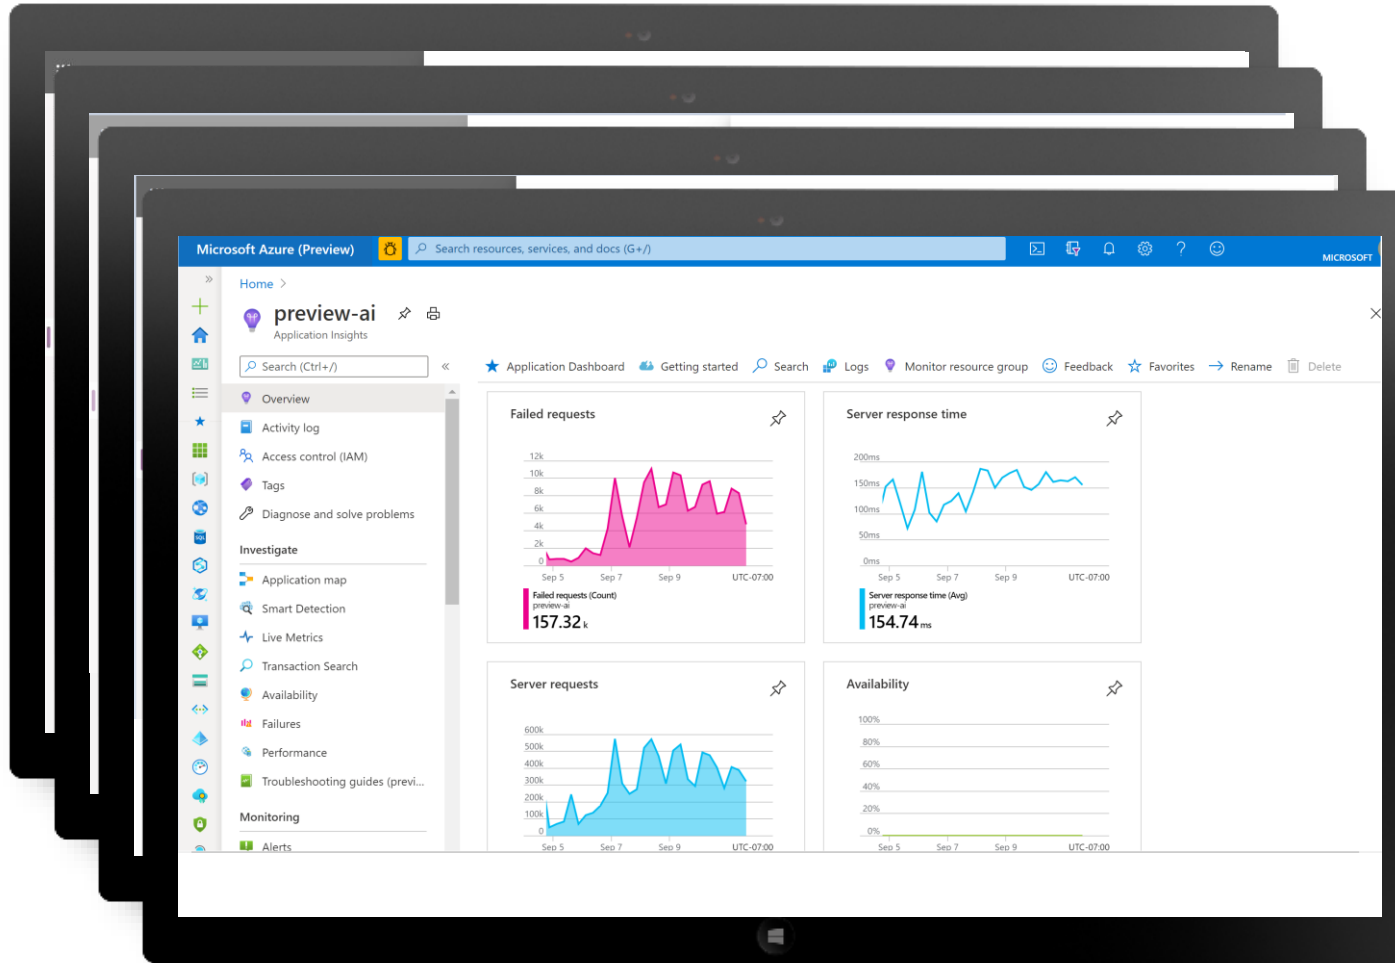 Microsoft Azure (Preview)
Search resources, services, and docs (G+/)
MICROSOFT
Home
preview-ai
Application Insights
Search (Ctrl+/)
Overview
Activity log
Access control (IAM)
Tags
Diagnose and solve problems
Investigate
Application map
Smart Detection
Live Metrics
Transaction Search
Availability
Failures
Performance
Troubleshooting guides (previ...
Monitoring
Alerts
Application Dashboard
Getting started
Search
Logs
Monitor resource group
Feedback
Favorites
Rename
Delete
Failed requests
12k
10k
8k
6k
4k
2k
0
Sep 5 Sep 7 Sep 9 UTC-07:00
Failed requests (Count)
preview-ai
157.32 k
Server response time
200ms
150ms
100ms
50ms
0ms
Sep 5 Sep 7 Sep 9 UTC-07:00
Server response time (Avg)
preview-ai
154.74 ms
Server requests
600k
500k
400k
300k
200k
100k
0
Sep 5 Sep 7 Sep 9 UTC-07:00
Availability
100%
80%
60%
40%
20%
0%
Sep 5 Sep 7 Sep 9 UTC-07:00